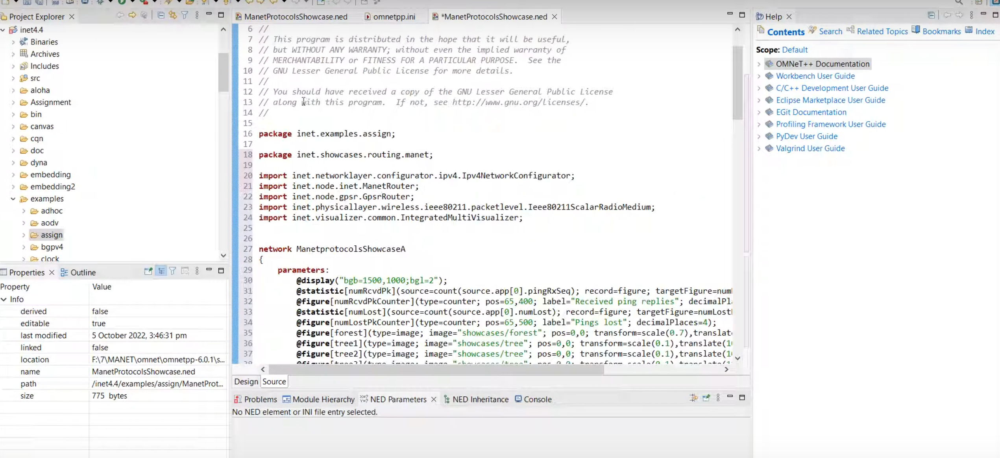 Project Explorer
inet4.4
Binaries
Archives
Includes
src
aloha
Assignment
bin
canvas
cqn
doc
dyna
embedding
embedding2
examples
adhoc
aodv
assign
bgpv4
clock
Properties
Outline
Property Value
Info
derived false
editable true
last modified 5 October 2022, 3:46:31 pm
linked false
location F:\7\MANET\omnet\omnetpp-6.0.1\s...
name ManetProtocolsShowcase.ned
path /inet4.4/examples/assign/ManetProt...
size 775 bytes
ManetProtocolsShowcase.ned omnetpp.ini *ManetProtocolsShowcase.ned
6 //
7 // This program is distributed in the hope that it will be useful,
8 // but WITHOUT ANY WARRANTY; without even the implied warranty of
9 // MERCHANTABILITY or FITNESS FOR A PARTICULAR PURPOSE.  See the
10 // GNU Lesser General Public License for more details.
11 //
12 // You should have received a copy of the GNU Lesser General Public License
13 // along with this program.  If not, see http://www.gnu.org/licenses/.
14 //
15
16 package inet.examples.assign;
17
18 package inet.showcases.routing.manet;
19
20 import inet.networklayer.configurator.ipv4.Ipv4NetworkConfigurator;
21 import inet.node.inet.ManetRouter;
22 import inet.node.gpsr.GpsrRouter;
23 import inet.physicallayer.wireless.ieee80211.packetlevel.Ieee80211ScalarRadioMedium;
24 import inet.visualizer.common.IntegratedMultiVisualizer;
25
26
27 network ManetprotocolsShowcaseA
28 {
29 parameters:
30 @display("bgb=1500,1000;bgl=2");
31 @statistic[numRcvdPk](source=count(source.app[0].pingRxSeq); record=figure; targetFigure=num
32 @figure[numRcvdPkCounter](type=counter; pos=65,400; label="Received ping replies"; decimalPl
33 @statistic[numLost](source=count(source.app[0].numLost); record=figure; targetFigure=numLost
34 @figure[numLostPkCounter](type=counter; pos=65,500; label="Pings lost"; decimalPlaces=4);
35 @figure[forest](type=image; image="showcases/forest"; pos=0,0; transform=scale(0.7),translat
36 @figure[tree1](type=image; image="showcases/tree"; pos=0,0; transform=scale(0.1),translate(1
37 @figure[tree2](type=image; image="showcases/tree"; pos=0,0; transform=scale(0.1),translate(1
Design Source
Problems Module Hierarchy NED Parameters NED Inheritance Console
No NED element or INI file entry selected.
Help
Contents Search Related Topics Bookmarks Index
Scope: Default
OMNeT++ Documentation
Workbench User Guide
C/C++ Development User Guide
Eclipse Marketplace User Guide
EGit Documentation
Profiling Framework User Guide
PyDev User Guide
Valgrind User Guide